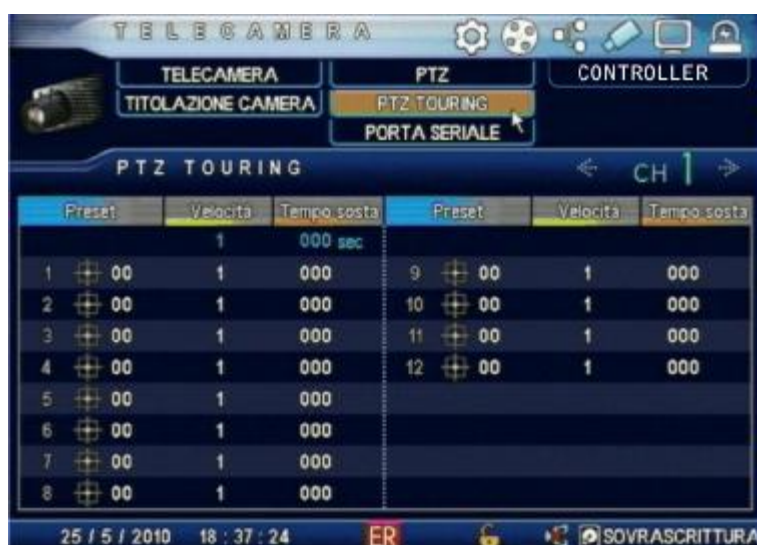 TELECAMERA
TELECAMERA PTZ CONTROLLER
TITOLAZIONE CAMERA PTZ TOURING
PORTA SERIALE
PTZ TOURING CH 1
Preset Velocità Tempo sosta Preset Velocità Tempo sosta
1 000 sec
1 00 1 000 9 00 1 000
2 00 1 000 10 00 1 000
3 00 1 000 11 00 1 000
4 00 1 000 12 00 1 000
5 00 1 000
6 00 1 000
7 00 1 000
8 00 1 000
25 / 5 / 2010 18 : 37 : 24 ER SOVRASCRITTURA